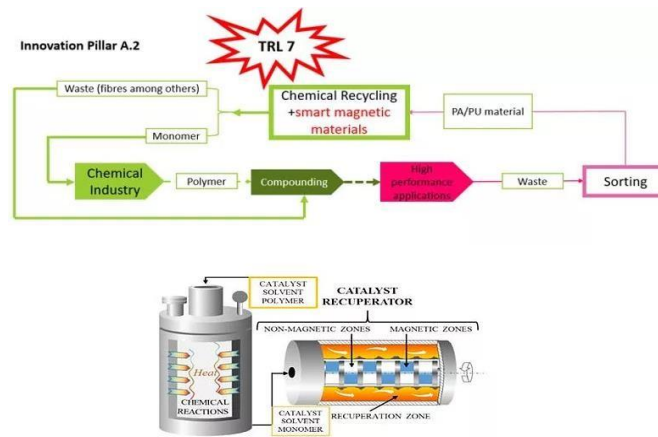 Innovation Pillar A.2
TRL 7
Waste (fibres among others)
Chemical Recycling
+smart magnetic
materials
PA/PU material
Monomer
Chemical
Industry
Polymer
Compounding
High
performance
applications
Waste
Sorting
CATALYST
SOLVENT
POLYMER
CATALYST
RECUPERATOR
NON-MAGNETIC ZONES
MAGNETIC ZONES
Heat
CHEMICAL
REACTIONS
CATALYST
SOLVENT
MONOMER
RECUPERATION ZONE